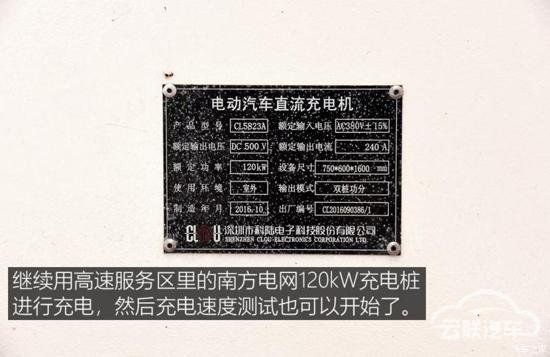 电动汽车直流充电机
产品型号 CL5823A 额定输入电压 AC380V±15%
额定输出电压 DC 500 V 额定输出电流 240 A
额定功率 120kW 设备尺寸 750*600*1600 mm
使用环境 室外 输出模式 双桩功分
制造年月 2016.10 出厂编号 CL2016090386/1
CLOU 深圳市科陆电子科技股份有限公司
SHENZHEN CLOU ELECTRONICS CORPORATION LTD
继续用高速服务区里的南方电网120kW充电桩
进行充电，然后充电速度测试也可以开始了。
云联汽车